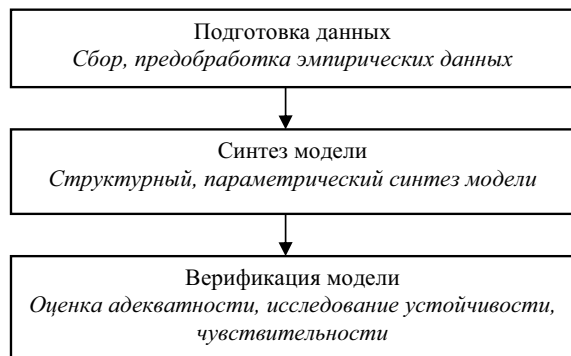 Подготовка данных
Сбор, предобработка эмпирических данных
Синтез модели
Структурный, параметрический синтез модели
Верификация модели
Оценка адекватности, исследование устойчивости,
чувствительности